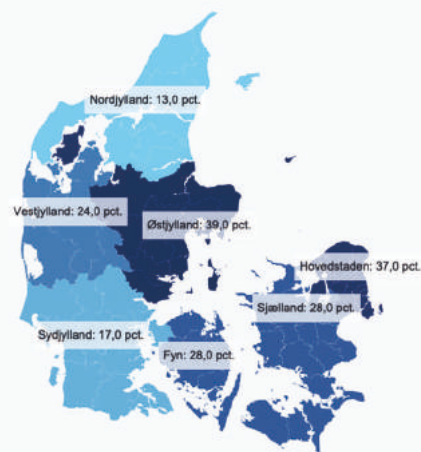 Nordjylland: 13,0 pct.
Vestjylland: 24,0 pct.
Østjylland: 39,0 pct.
Hovedstaden: 37,0 pct.
Sjælland: 28,0 pct.
Sydjylland: 17,0 pct.
Fyn: 28,0 pct.